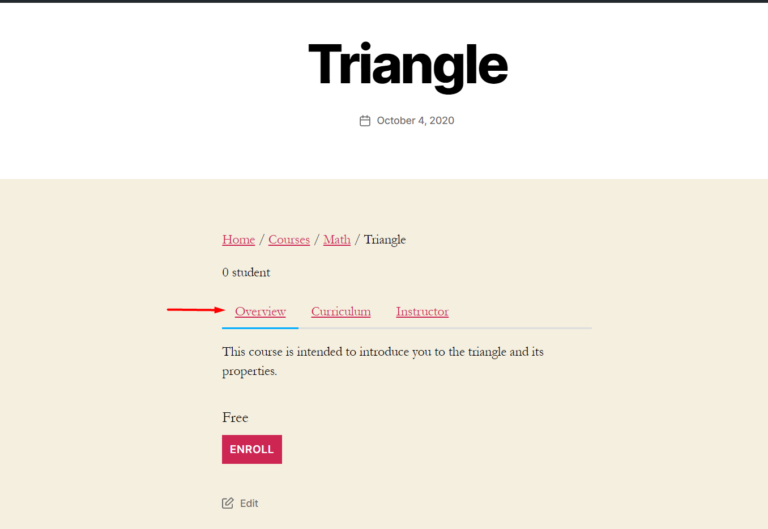 Triangle
October 4, 2020
Home / Courses / Math / Triangle
0 student
Overview Curriculum Instructor
This course is intended to introduce you to the triangle and its
properties.
Free
ENROLL
Edit